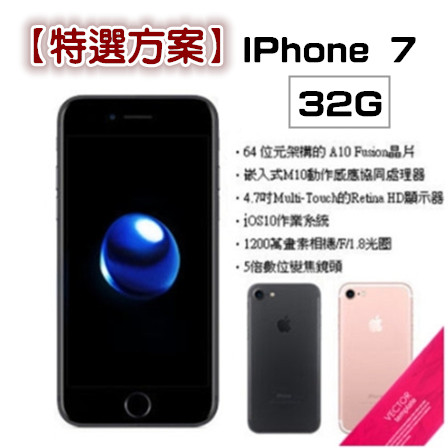 【特選方案】IPhone 7
32G
• 64 位元架構的 A10 Fusion晶片
• 嵌入式M10動作感應協同處理器
• 4.7吋Multi-Touch的Retina HD顯示器
• iOS10作業系統
• 1200萬畫素相機/F/1.8光圈
• 5倍數位變焦鏡頭
iPhone
VECTOR
template